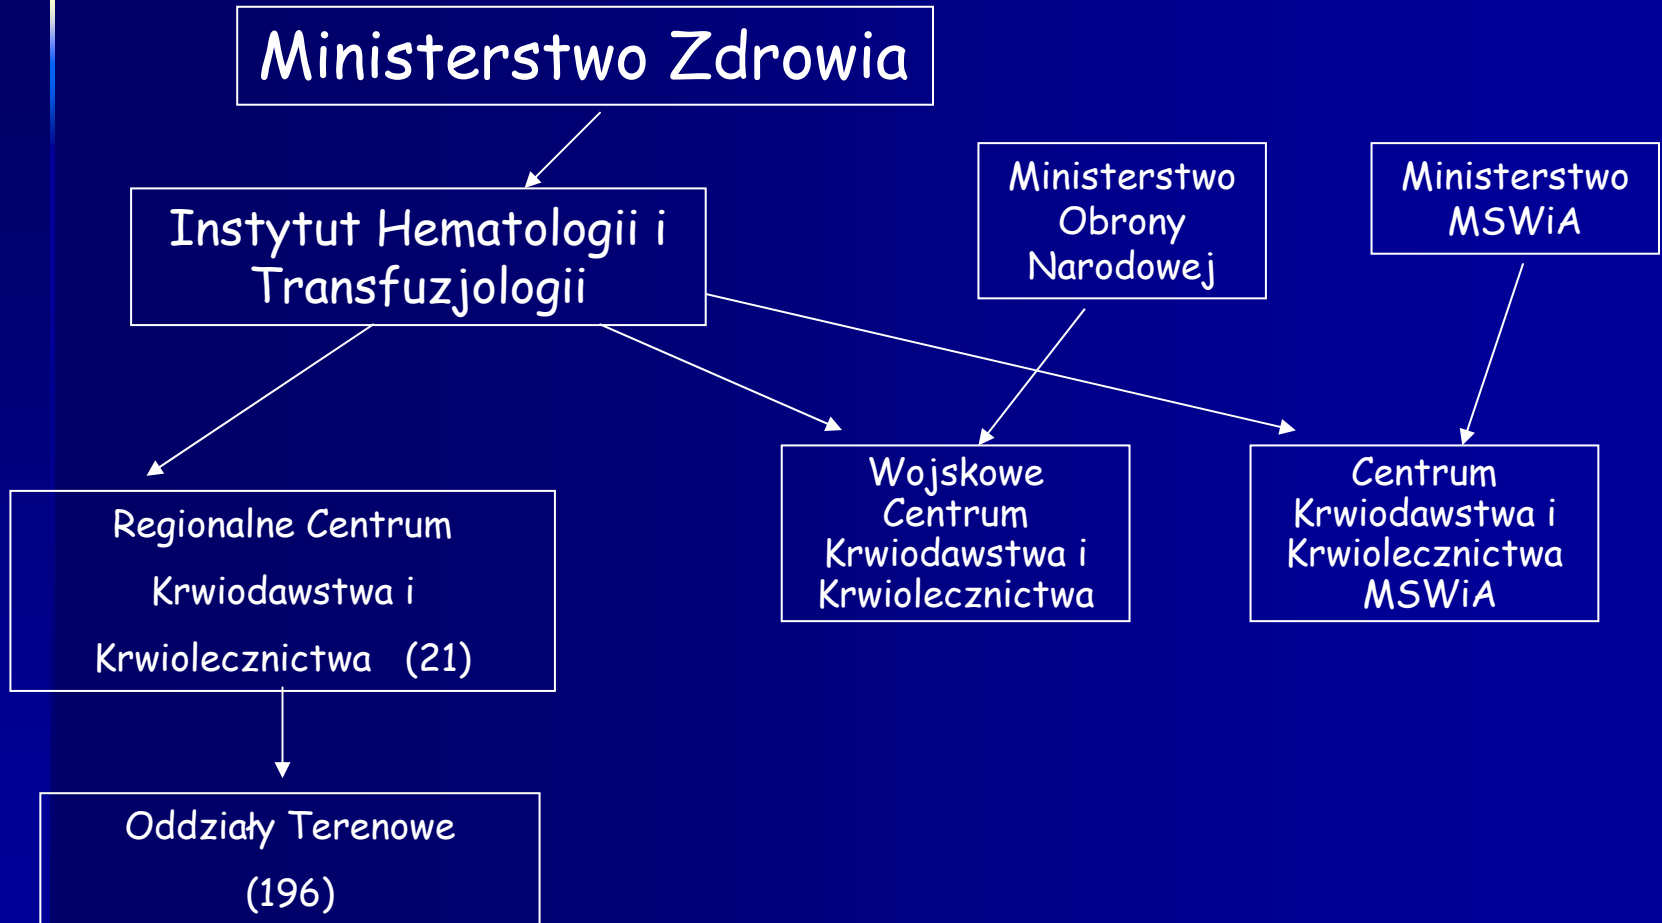 Ministerstwo Zdrowia
Instytut Hematologii i
Transfuzjologii
Ministerstwo
Obrony
Narodowej
Ministerstwo
MSWiA
Regionalne Centrum
Krwiodawstwa i
Krwiolecznictwa (21)
Wojskowe
Centrum
Krwiodawstwa i
Krwiolecznictwa
Centrum
Krwiodawstwa i
Krwiolecznictwa
MSWiA
Oddziały Terenowe
(196)